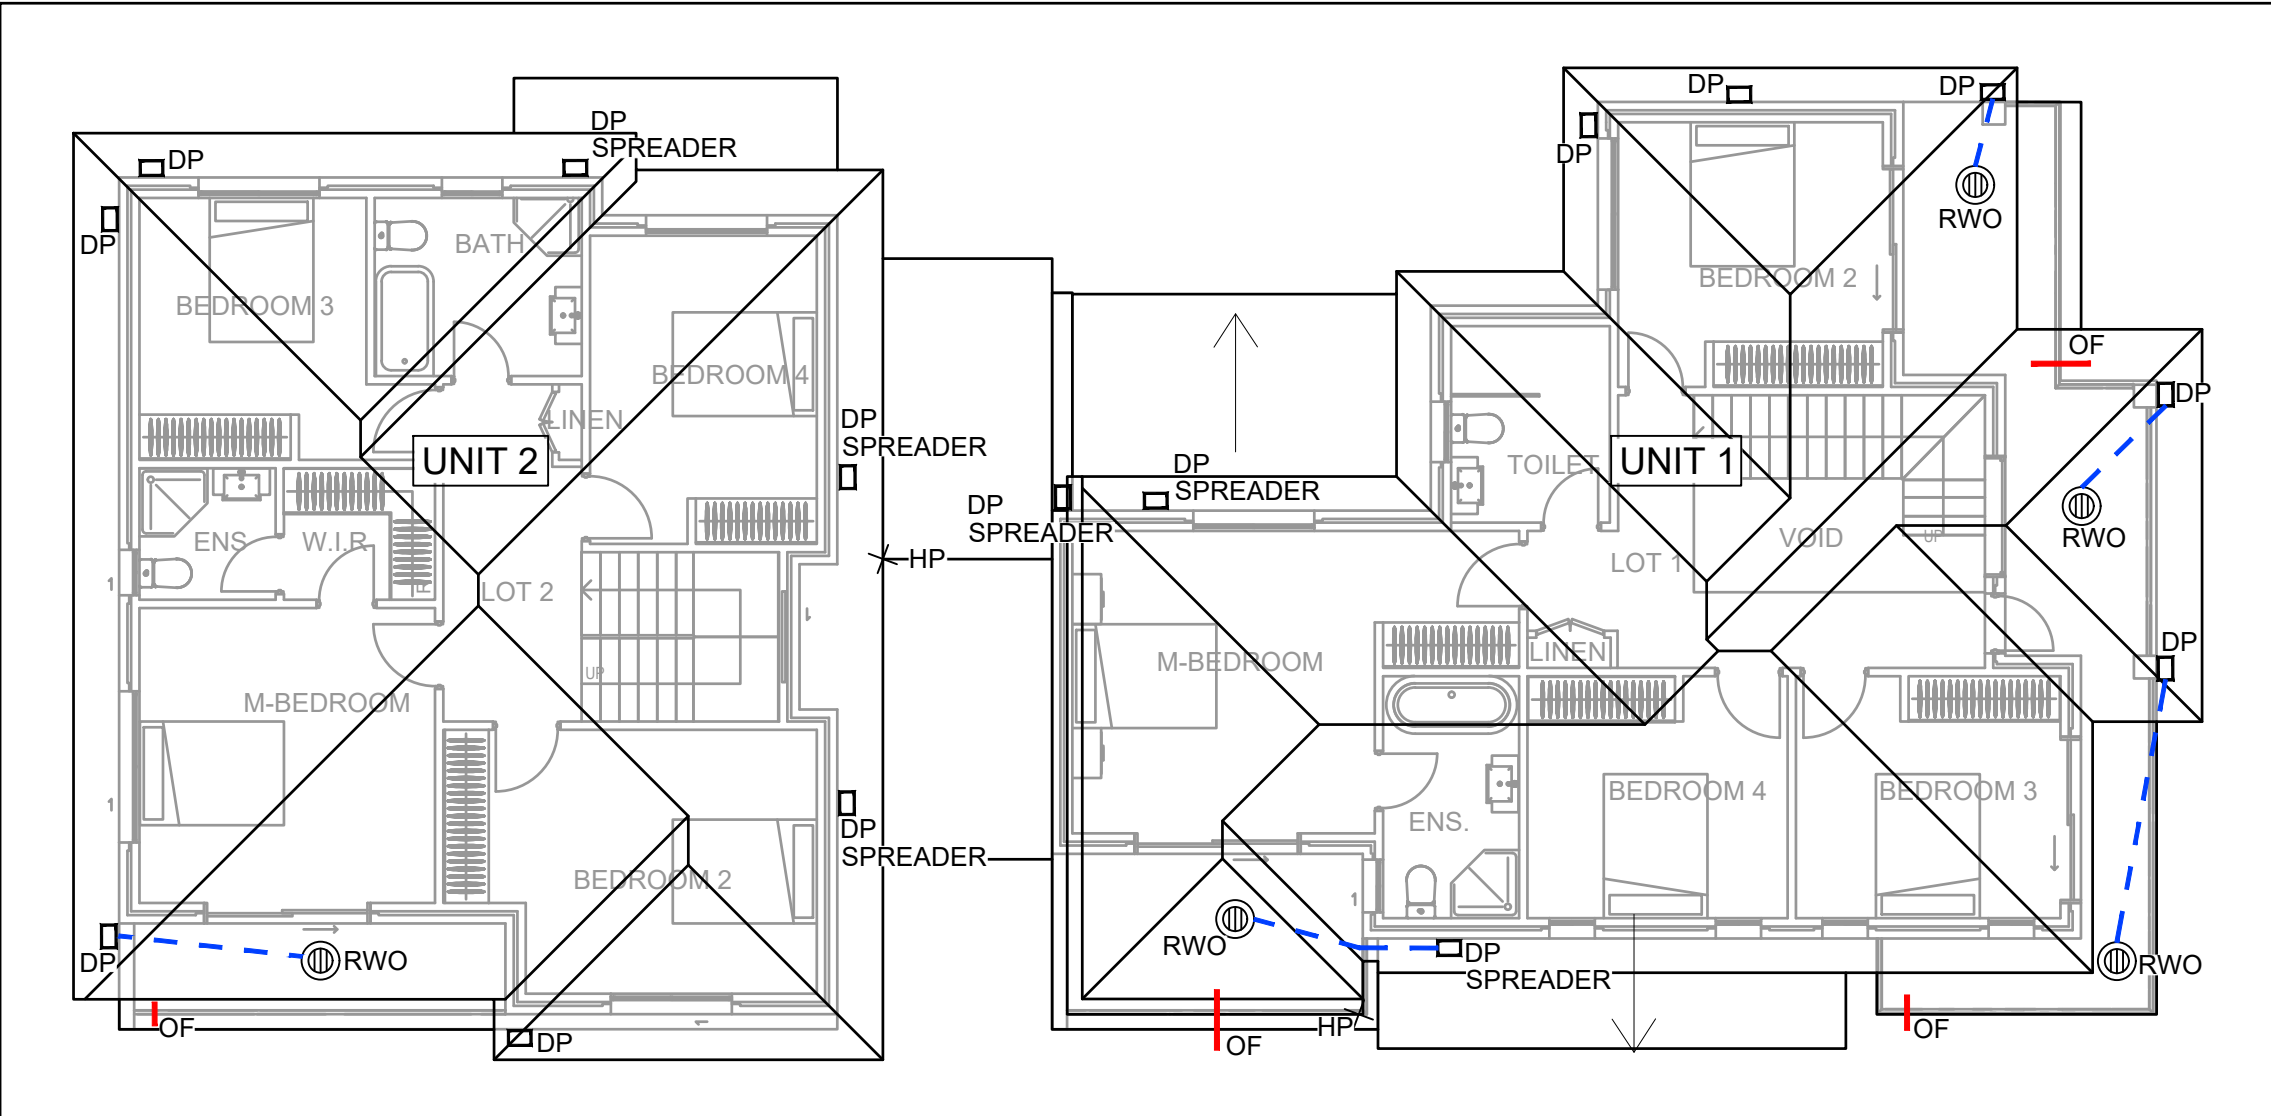 DP
SPREADER
DP
DP
BATH
BEDROOM 3
BEDROOM 4
LINEN
UNIT 2
DP
SPREADER
ENS
W.I.R
HP
LOT 2
UP
M-BEDROOM
DP
SPREADER
BEDROOM 2
DP
RWO
OF
DP
DP
DP
DP
RWO
BEDROOM 2
OF
DP
DP
SPREADER
TOILET
UNIT 1
DP
SPREADER
VOID
UP
RWO
LOT 1
M-BEDROOM
LINEN
DP
BEDROOM 4
BEDROOM 3
ENS.
RWO
DP
SPREADER
RWO
HP
OF
OF